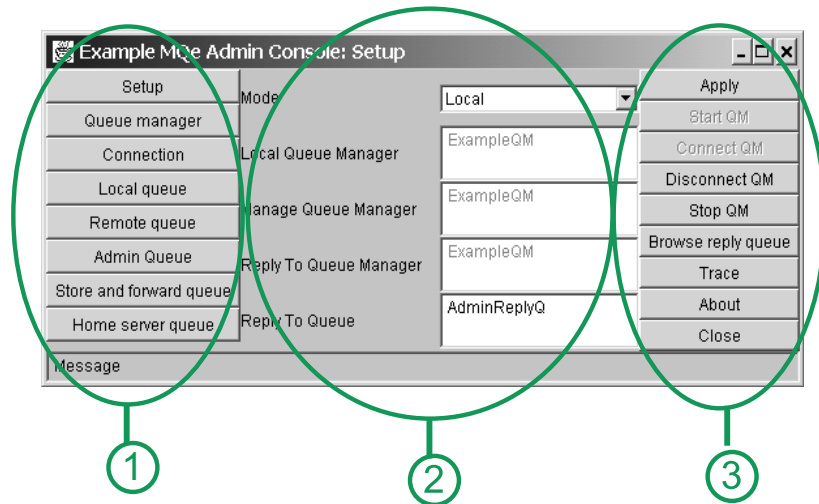 Example MQe Admin Console: Setup
Setup
Queue manager
Connection
Local queue
Remote queue
Admin Queue
Store and forward queue
Home server queue
Mode
Local
Local Queue Manager
ExampleQM
Manage Queue Manager
ExampleQM
Reply To Queue Manager
ExampleQM
Reply To Queue
AdminReplyQ
Apply
Start QM
Connect QM
Disconnect QM
Stop QM
Browse reply queue
Trace
About
Close
Message
1
2
3